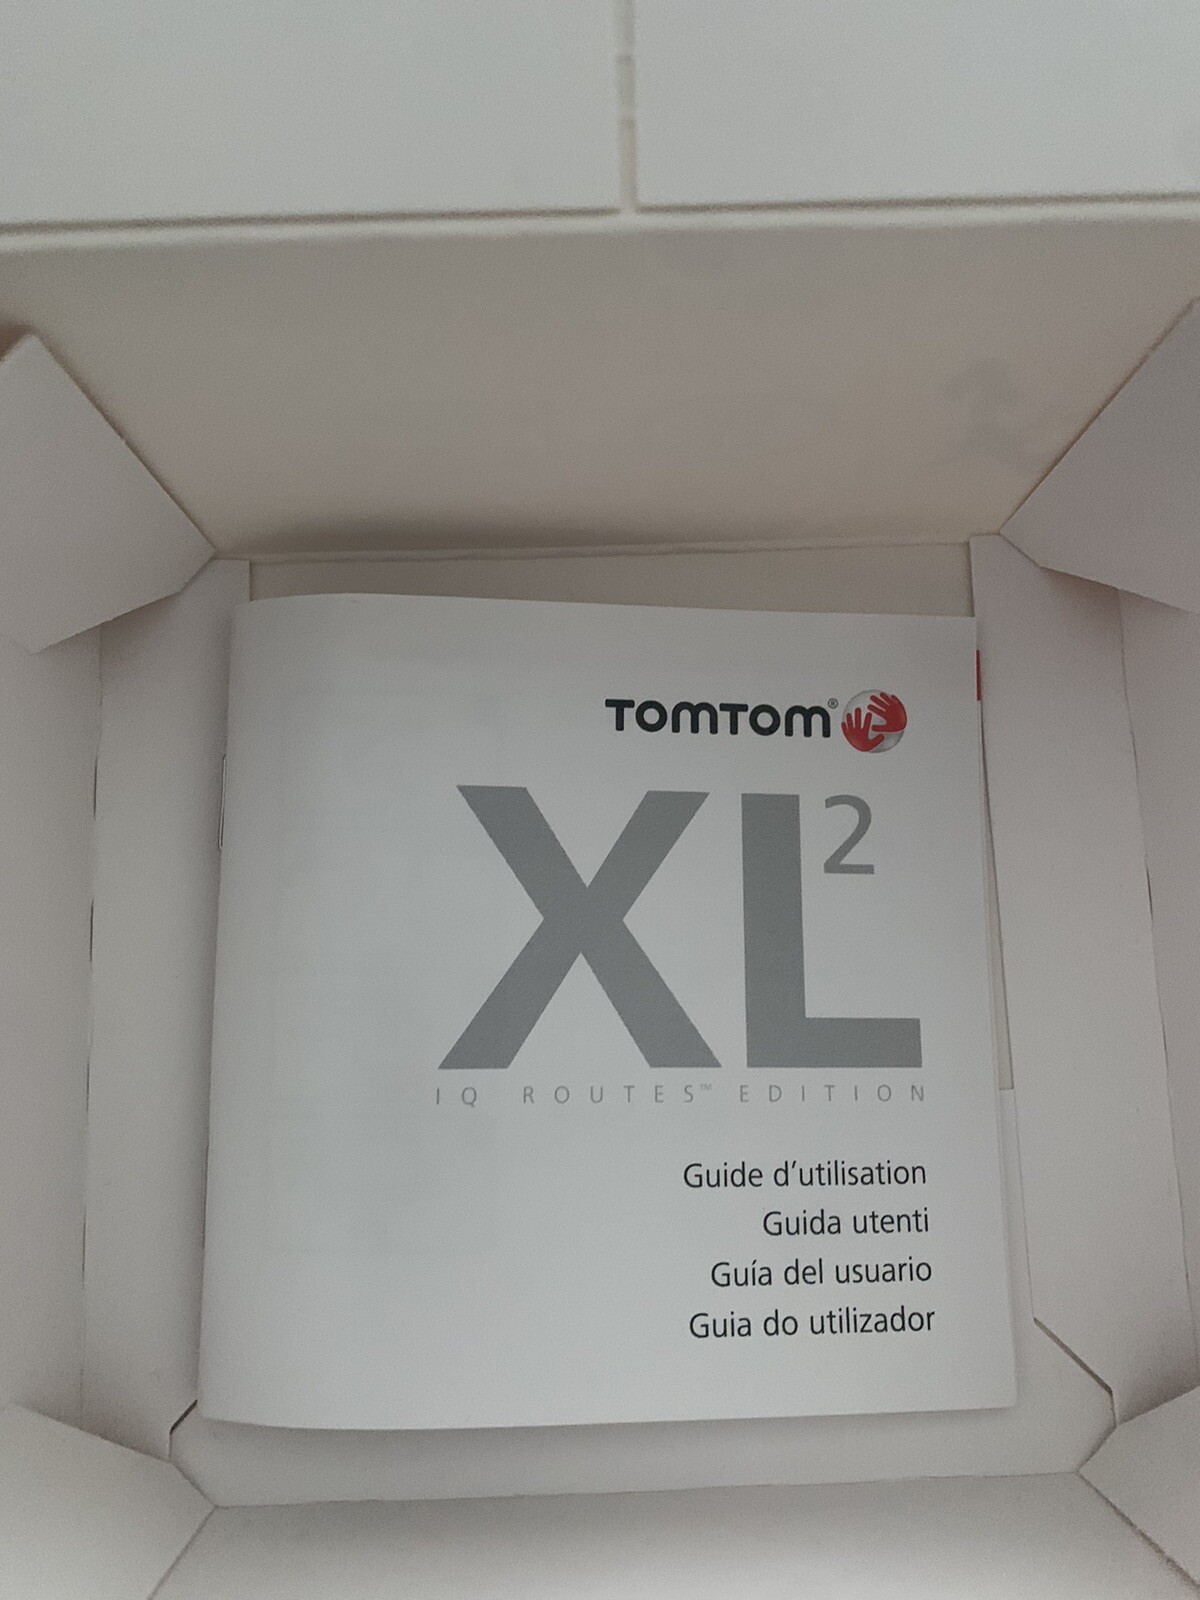 TOMTOM®
XL²
IQ ROUTES™ EDITION
Guide d’utilisation
Guida utenti
Guía del usuario
Guia do utilizador